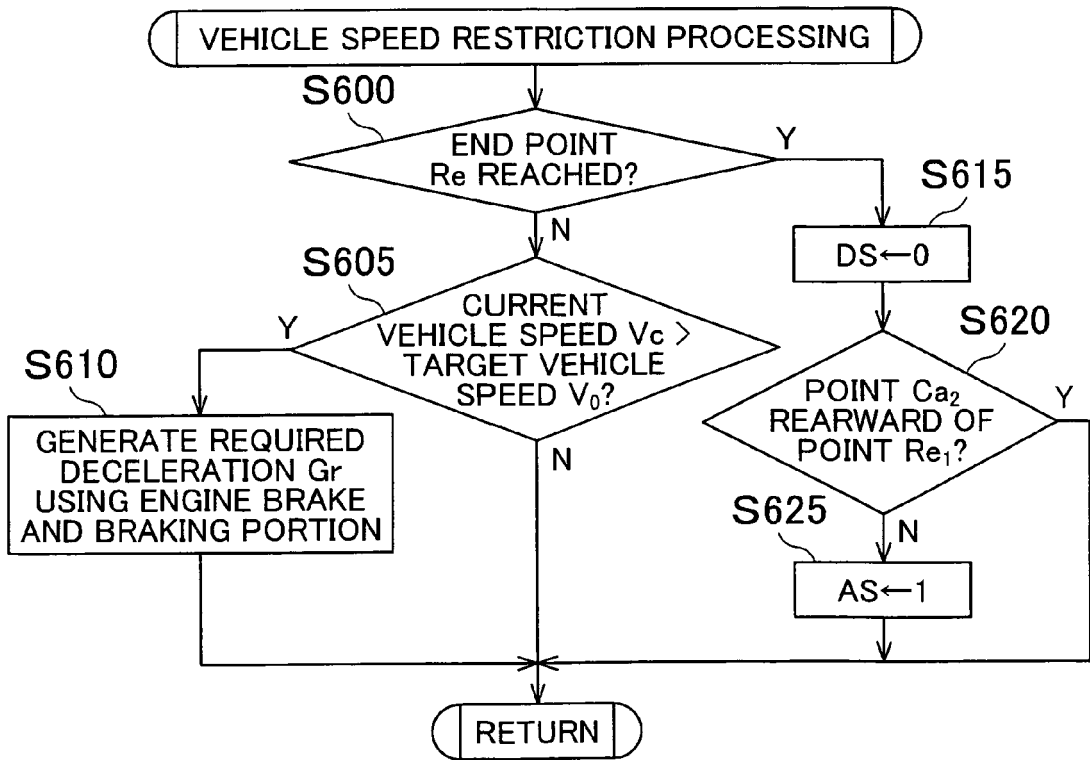 VEHICLE SPEED RESTRICTION PROCESSING
S600
END POINT
Re REACHED?
Y
N
S615
DS←0
S605
CURRENT
VEHICLE SPEED Vc >
TARGET VEHICLE
SPEED V₀?
Y
N
S610
GENERATE REQUIRED
DECELERATION Gr
USING ENGINE BRAKE
AND BRAKING PORTION
S620
POINT Ca₂
REARWARD OF
POINT Re₁?
Y
N
S625
AS←1
RETURN